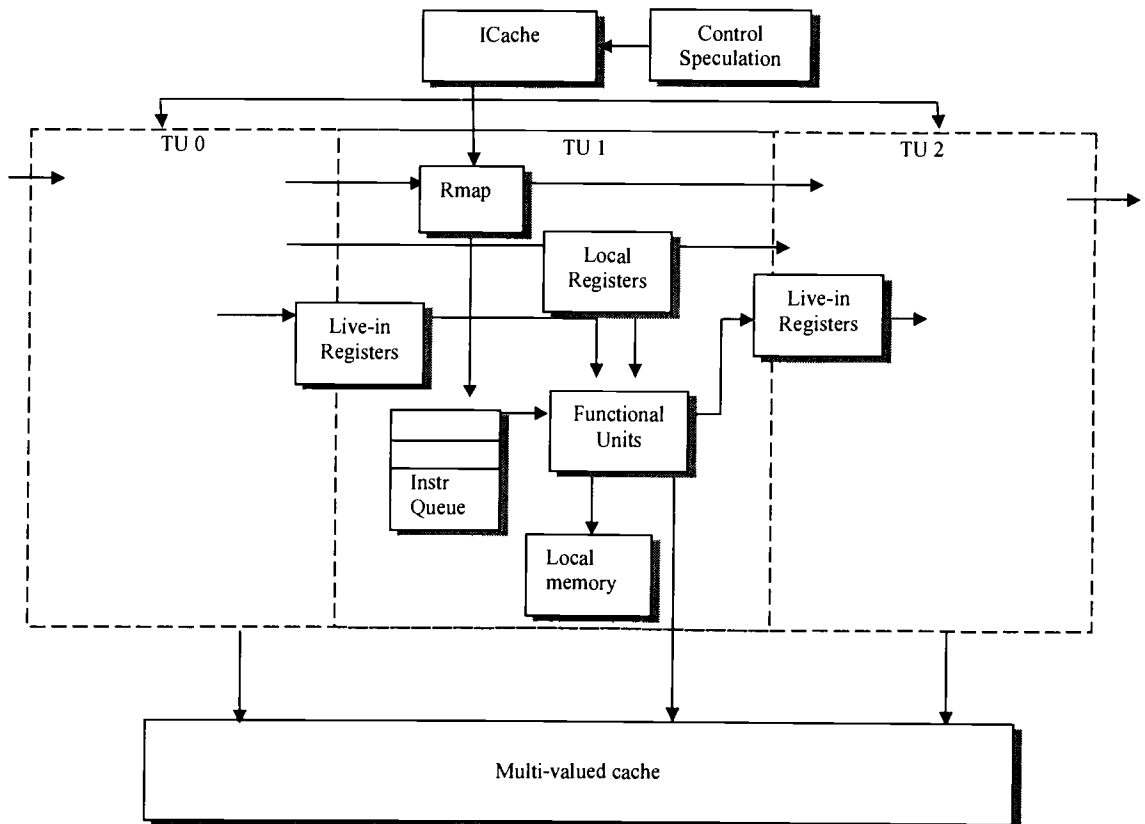 ICache
Control
Speculation
TU 0
TU 1
TU 2
Rmap
Local
Registers
Live-in
Registers
Live-in
Registers
Functional
Units
Instr
Queue
Local
memory
Multi-valued cache